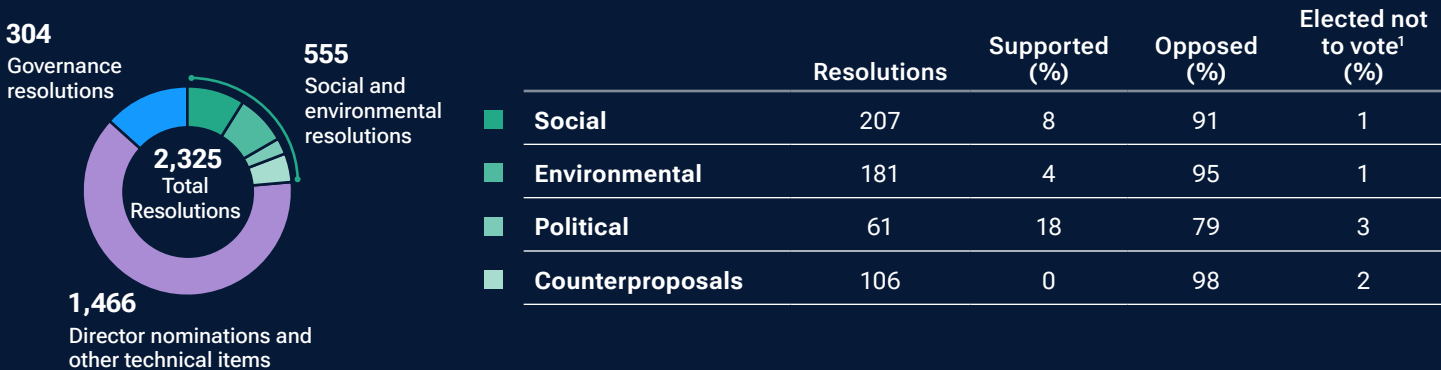 304
Governance
resolutions
555
Social and
environmental
resolutions
2,325
Total
Resolutions
1,466
Director nominations and
other technical items
Resolutions Supported (%) Opposed (%) Elected not to vote¹ (%)
Social 207 8 91 1
Environmental 181 4 95 1
Political 61 18 79 3
Counterproposals 106 0 98 2